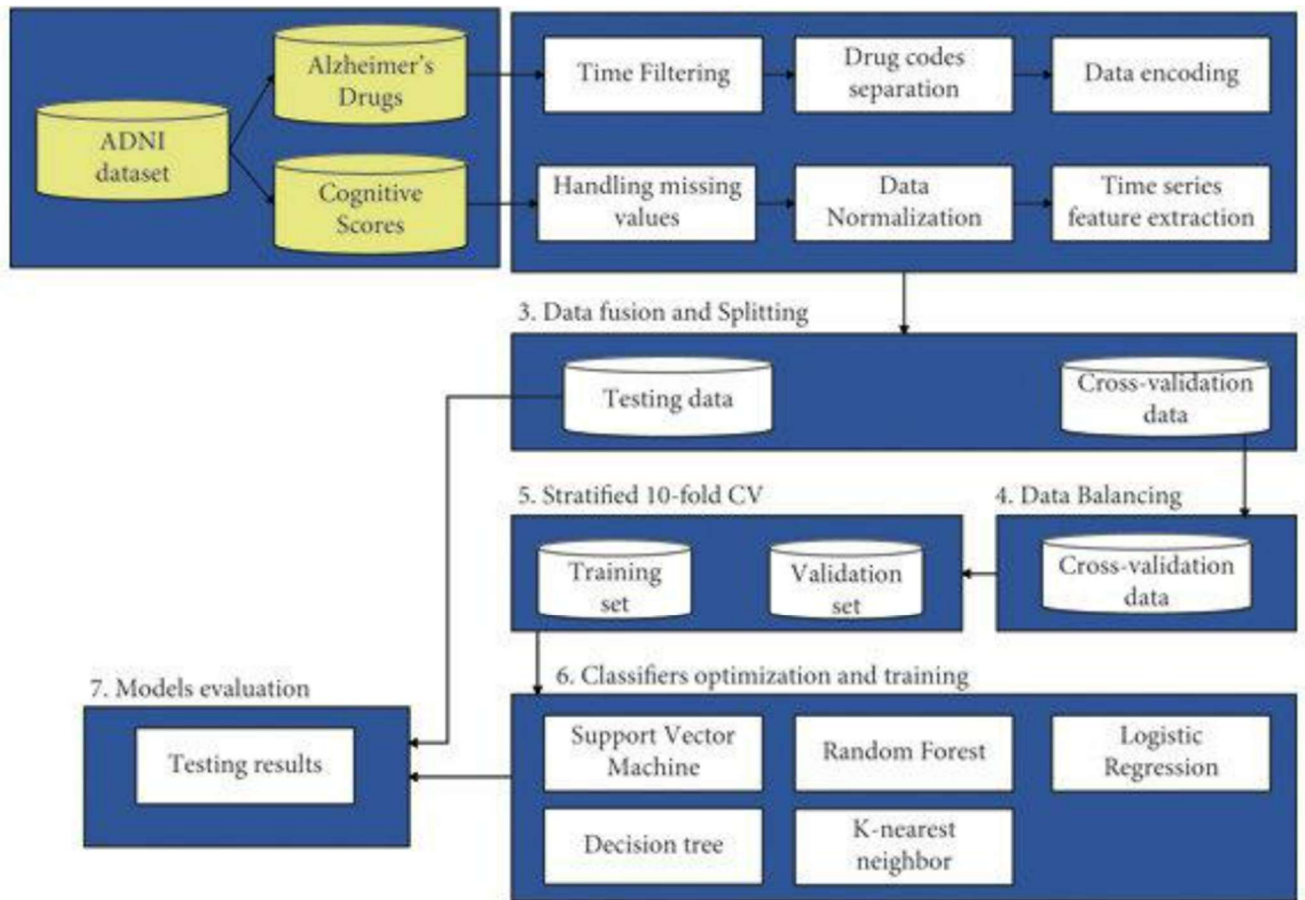 ADNI
dataset
Alzheimer's
Drugs
Cognitive
Scores
Time Filtering
Drug codes
separation
Data encoding
Handling missing
values
Data
Normalization
Time series
feature extraction
3. Data fusion and Splitting
Testing data
Cross-validation
data
4. Data Balancing
Cross-validation
data
5. Stratified 10-fold CV
Training
set
Validation
set
6. Classifiers optimization and training
Support Vector
Machine
Random Forest
Logistic
Regression
Decision tree
K-nearest
neighbor
7. Models evaluation
Testing results